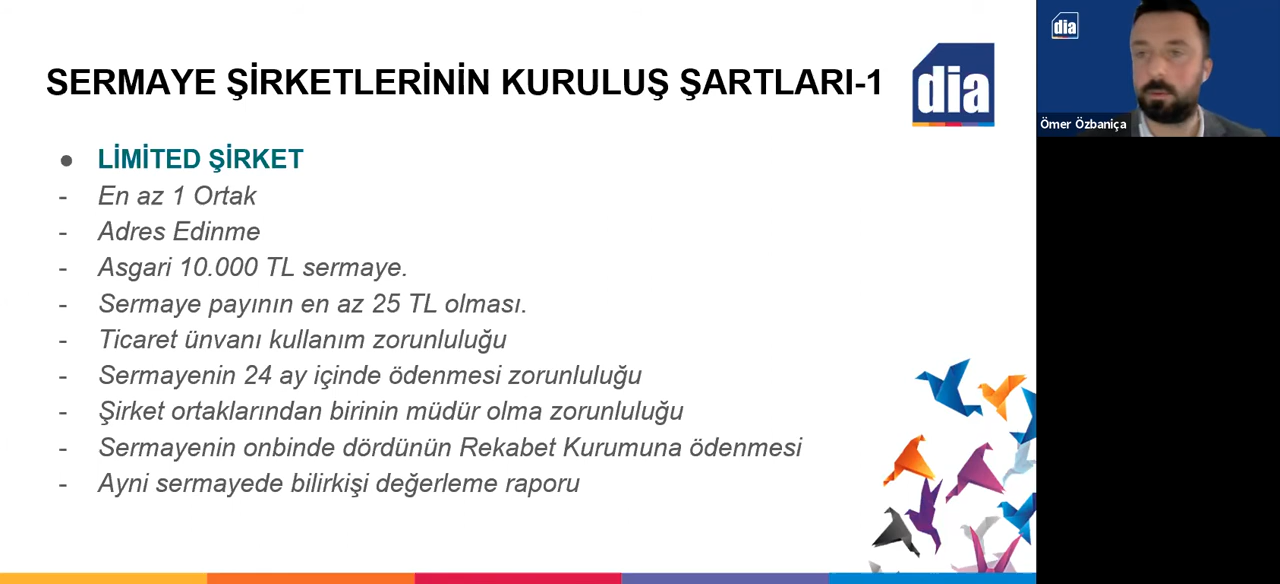 SERMAYE ŞİRKETLERİNİN KURULUŞ ŞARTLARI-1
dia
● LİMİTED ŞİRKET
- En az 1 Ortak
- Adres Edinme
- Asgari 10.000 TL sermaye.
- Sermaye payının en az 25 TL olması.
- Ticaret ünvanı kullanım zorunluluğu
- Sermayenin 24 ay içinde ödenmesi zorunluluğu
- Şirket ortaklarından birinin müdür olma zorunluluğu
- Sermayenin onbinde dördünün Rekabet Kurumuna ödenmesi
- Ayni sermayede bilirkişi değerleme raporu
dia
Ömer Özbaniça